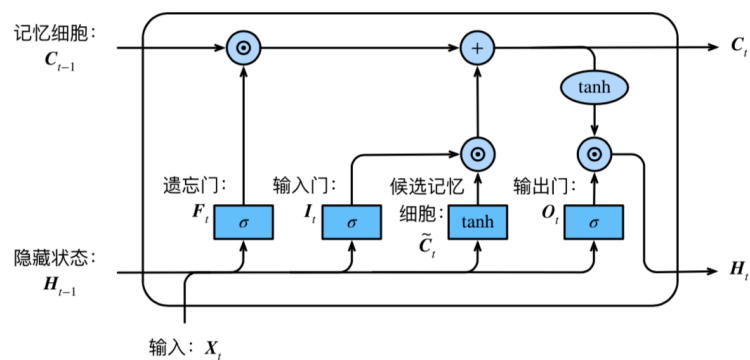 记忆细胞：
C_{t-1}
C_t
tanh
遗忘门：
F_t
输入门：
I_t
候选记忆
细胞：
C̃_t
输出门：
O_t
σ
σ
tanh
σ
隐藏状态：
H_{t-1}
H_t
输入：X_t